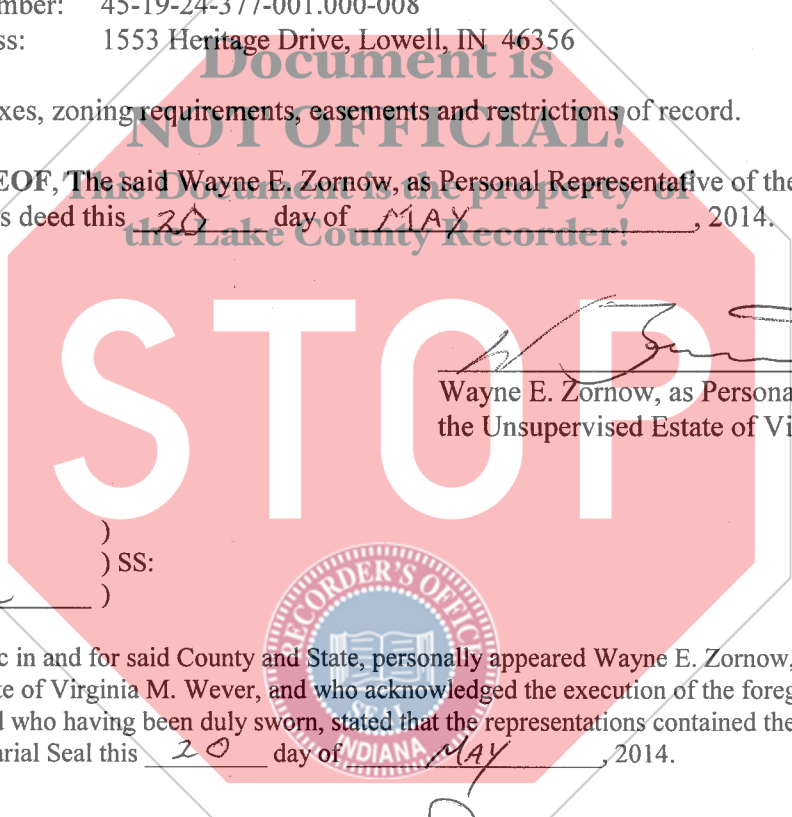 mber: 45-19-24-377-001.000-008
ss: 1553 Heritage Drive, Lowell, IN 46356
Document is
xes, zoning requirements, easements and restrictions of record.
NOT OFFICIAL!
EOF, The said Wayne E. Zornow, as Personal Representative of the
This Document is the property of
s deed this 20 day of MAY, 2014.
the Lake County Recorder!
STOP
Wayne E. Zornow, as Persona
the Unsupervised Estate of Vi
)
) SS:
)
RECORDER'S OFFIC
c in and for said County and State, personally appeared Wayne E. Zornow,
te of Virginia M. Wever, and who acknowledged the execution of the foreg
SEAL
d who having been duly sworn, stated that the representations contained the
INDIANA
arial Seal this 20 day of MAY, 2014.